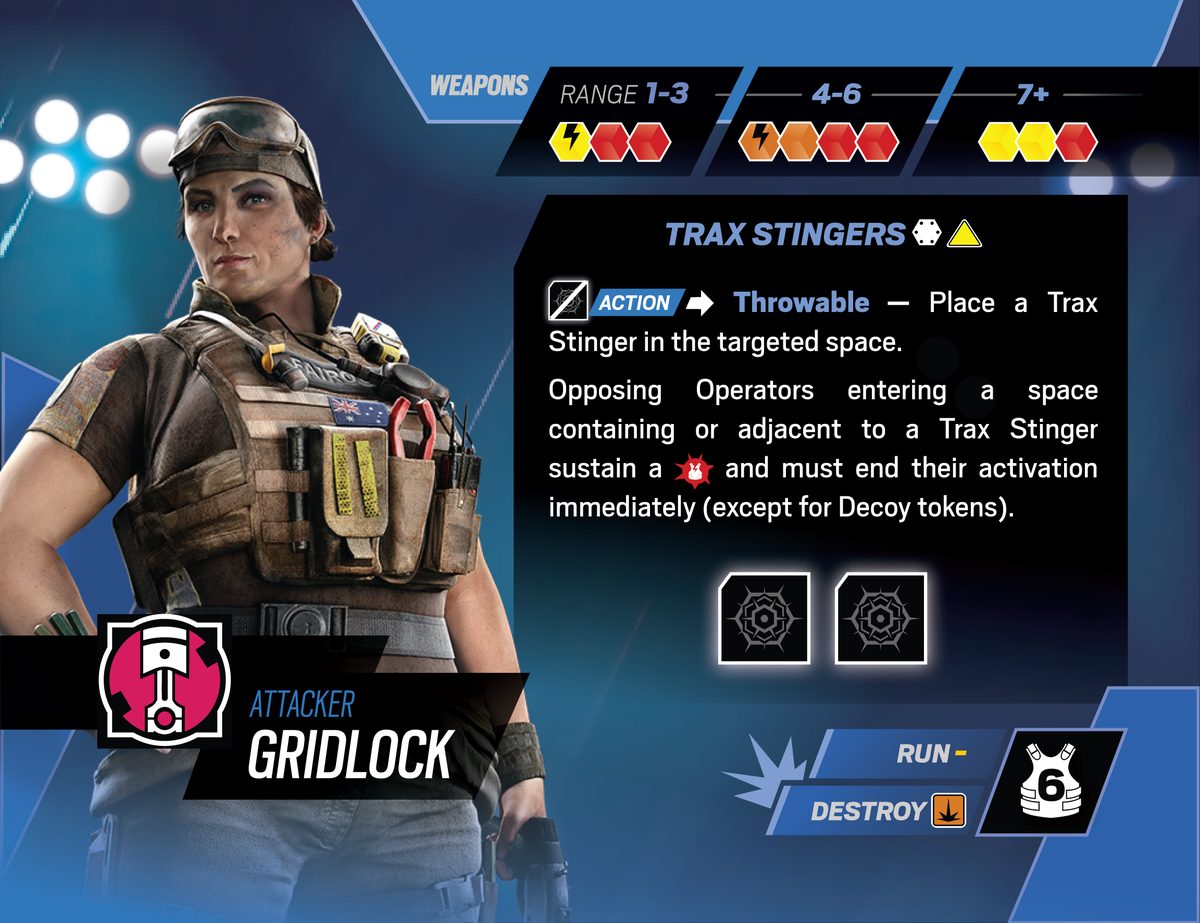 WEAPONS
RANGE 1-3
4-6
7+
TRAX STINGERS
ACTION Throwable — Place a Trax
Stinger in the targeted space.
Opposing Operators entering a space
containing or adjacent to a Trax Stinger
sustain a and must end their activation
immediately (except for Decoy tokens).
ATTACKER
GRIDLOCK
RUN -
DESTROY
6